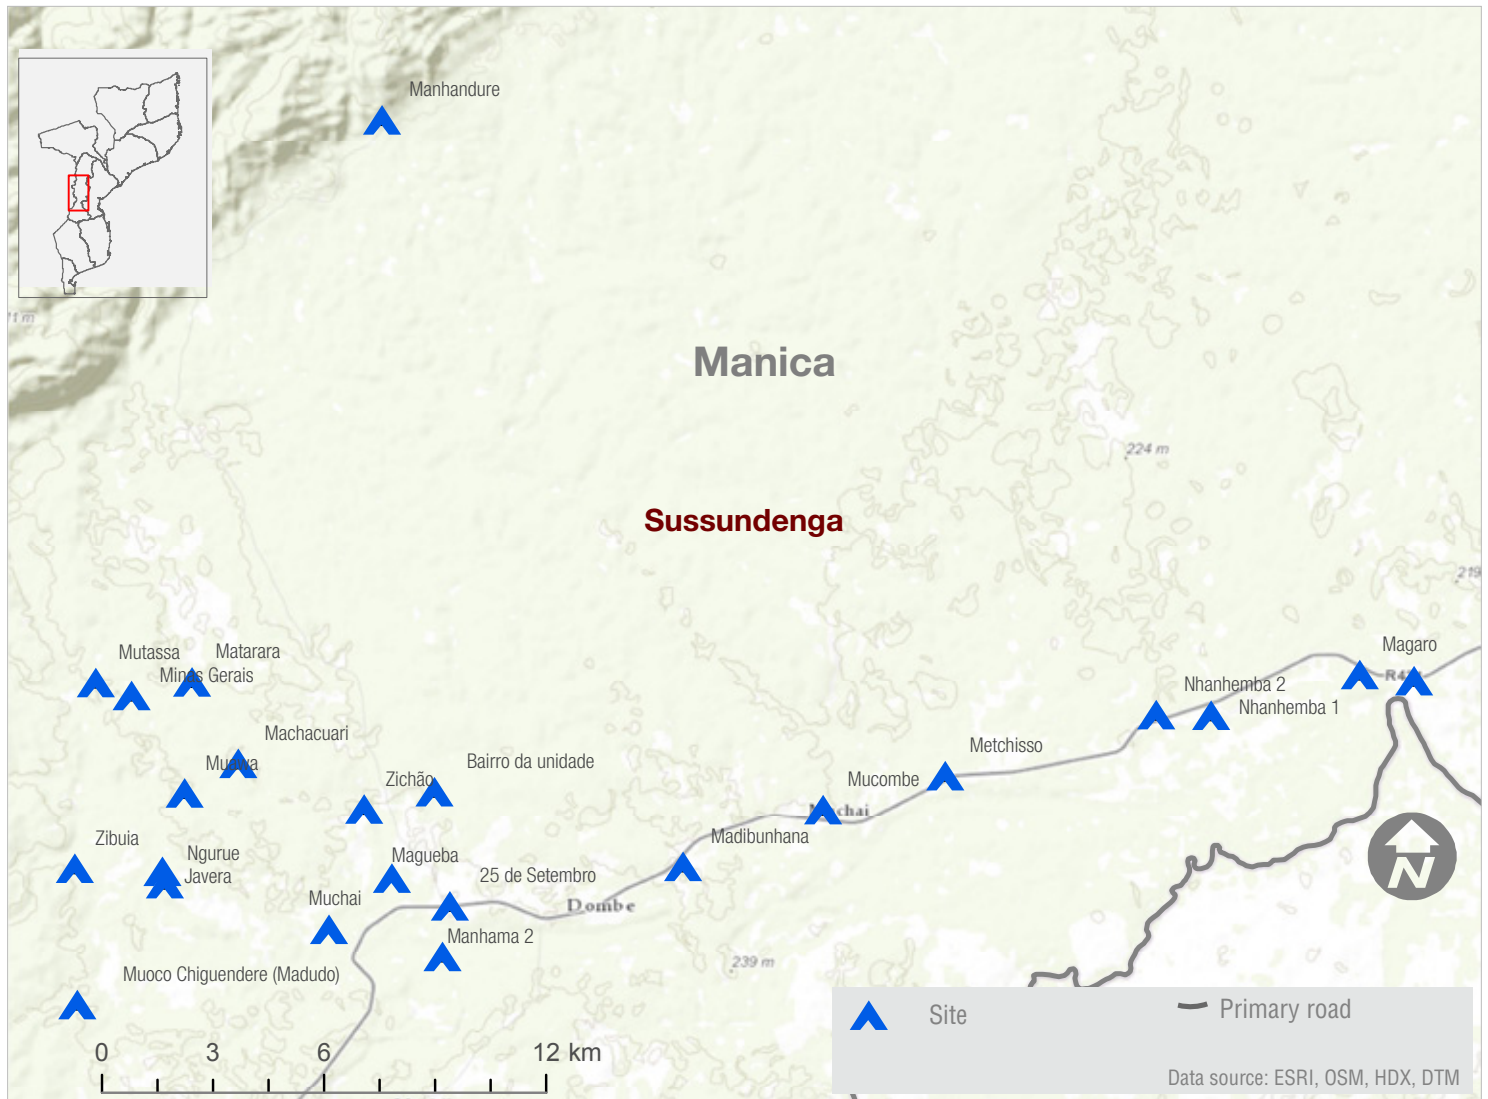 Manhandure
Manica
224 m
Sussundenga
Mutassa
Matarara
Minas Gerais
Magaro
Nhanhemba 2
Nhanhemba 1
Machacuari
Metchisso
Bairro da unidade
Zichão
Mucombe
Zibuia
Madibunhana
Ngurue
Javera
Magueba
25 de Setembro
Muchai
Dombe
Manhama 2
239 m
Muoco Chiguendere (Madudo)
Site
Primary road
0 3 6 12 km
Data source: ESRI, OSM, HDX, DTM
N